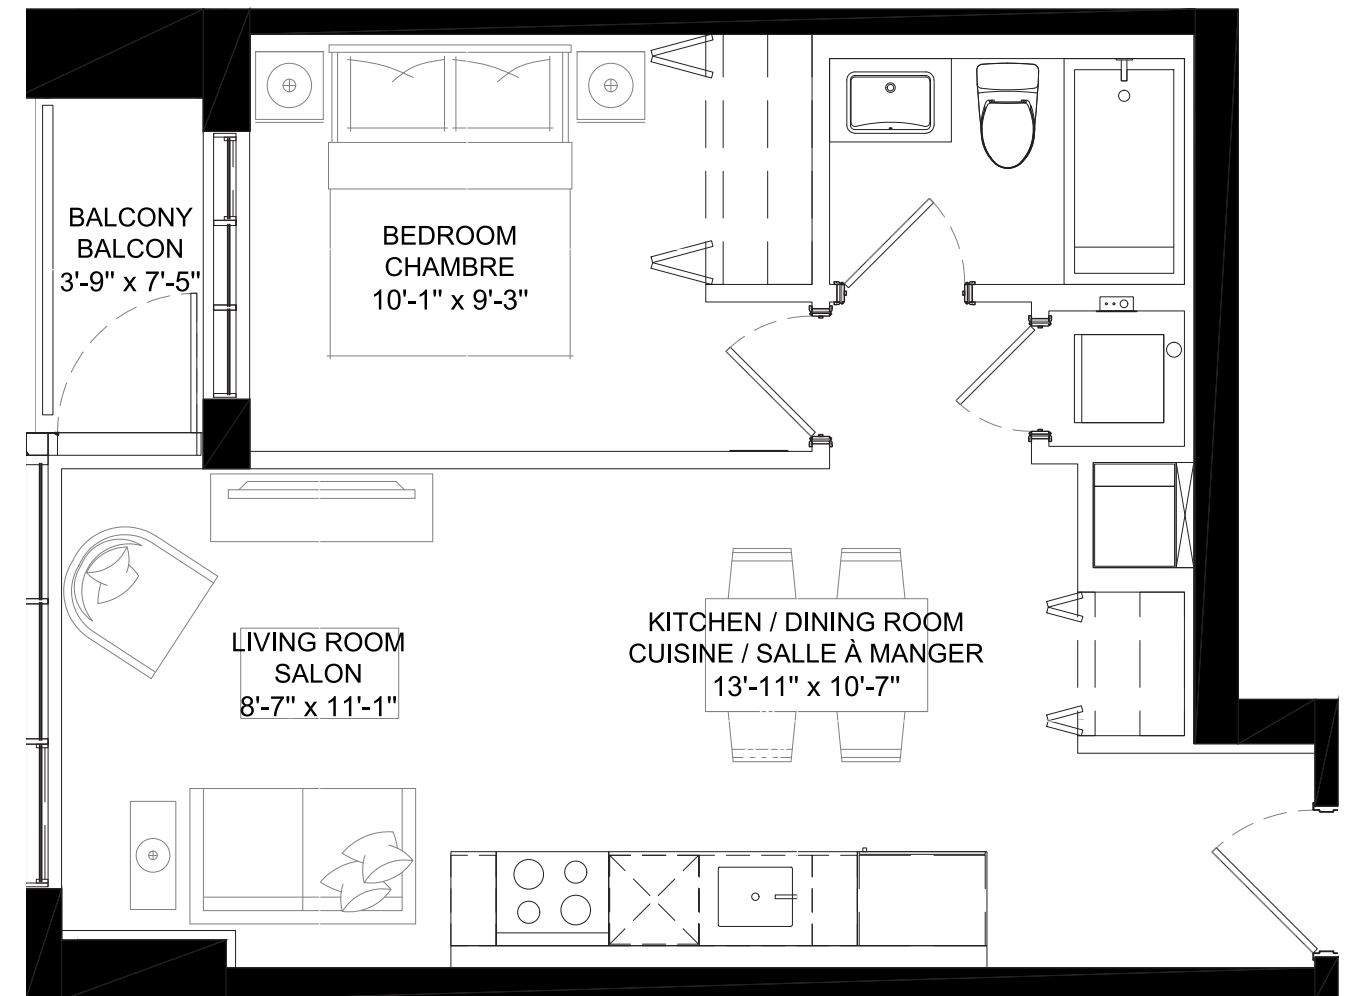 BALCONY
BALCON
3'-9" x 7'-5"
BEDROOM
CHAMBRE
10'-1" x 9'-3"
LIVING ROOM
SALON
8'-7" x 11'-1"
KITCHEN / DINING ROOM
CUISINE / SALLE À MANGER
13'-11" x 10'-7"